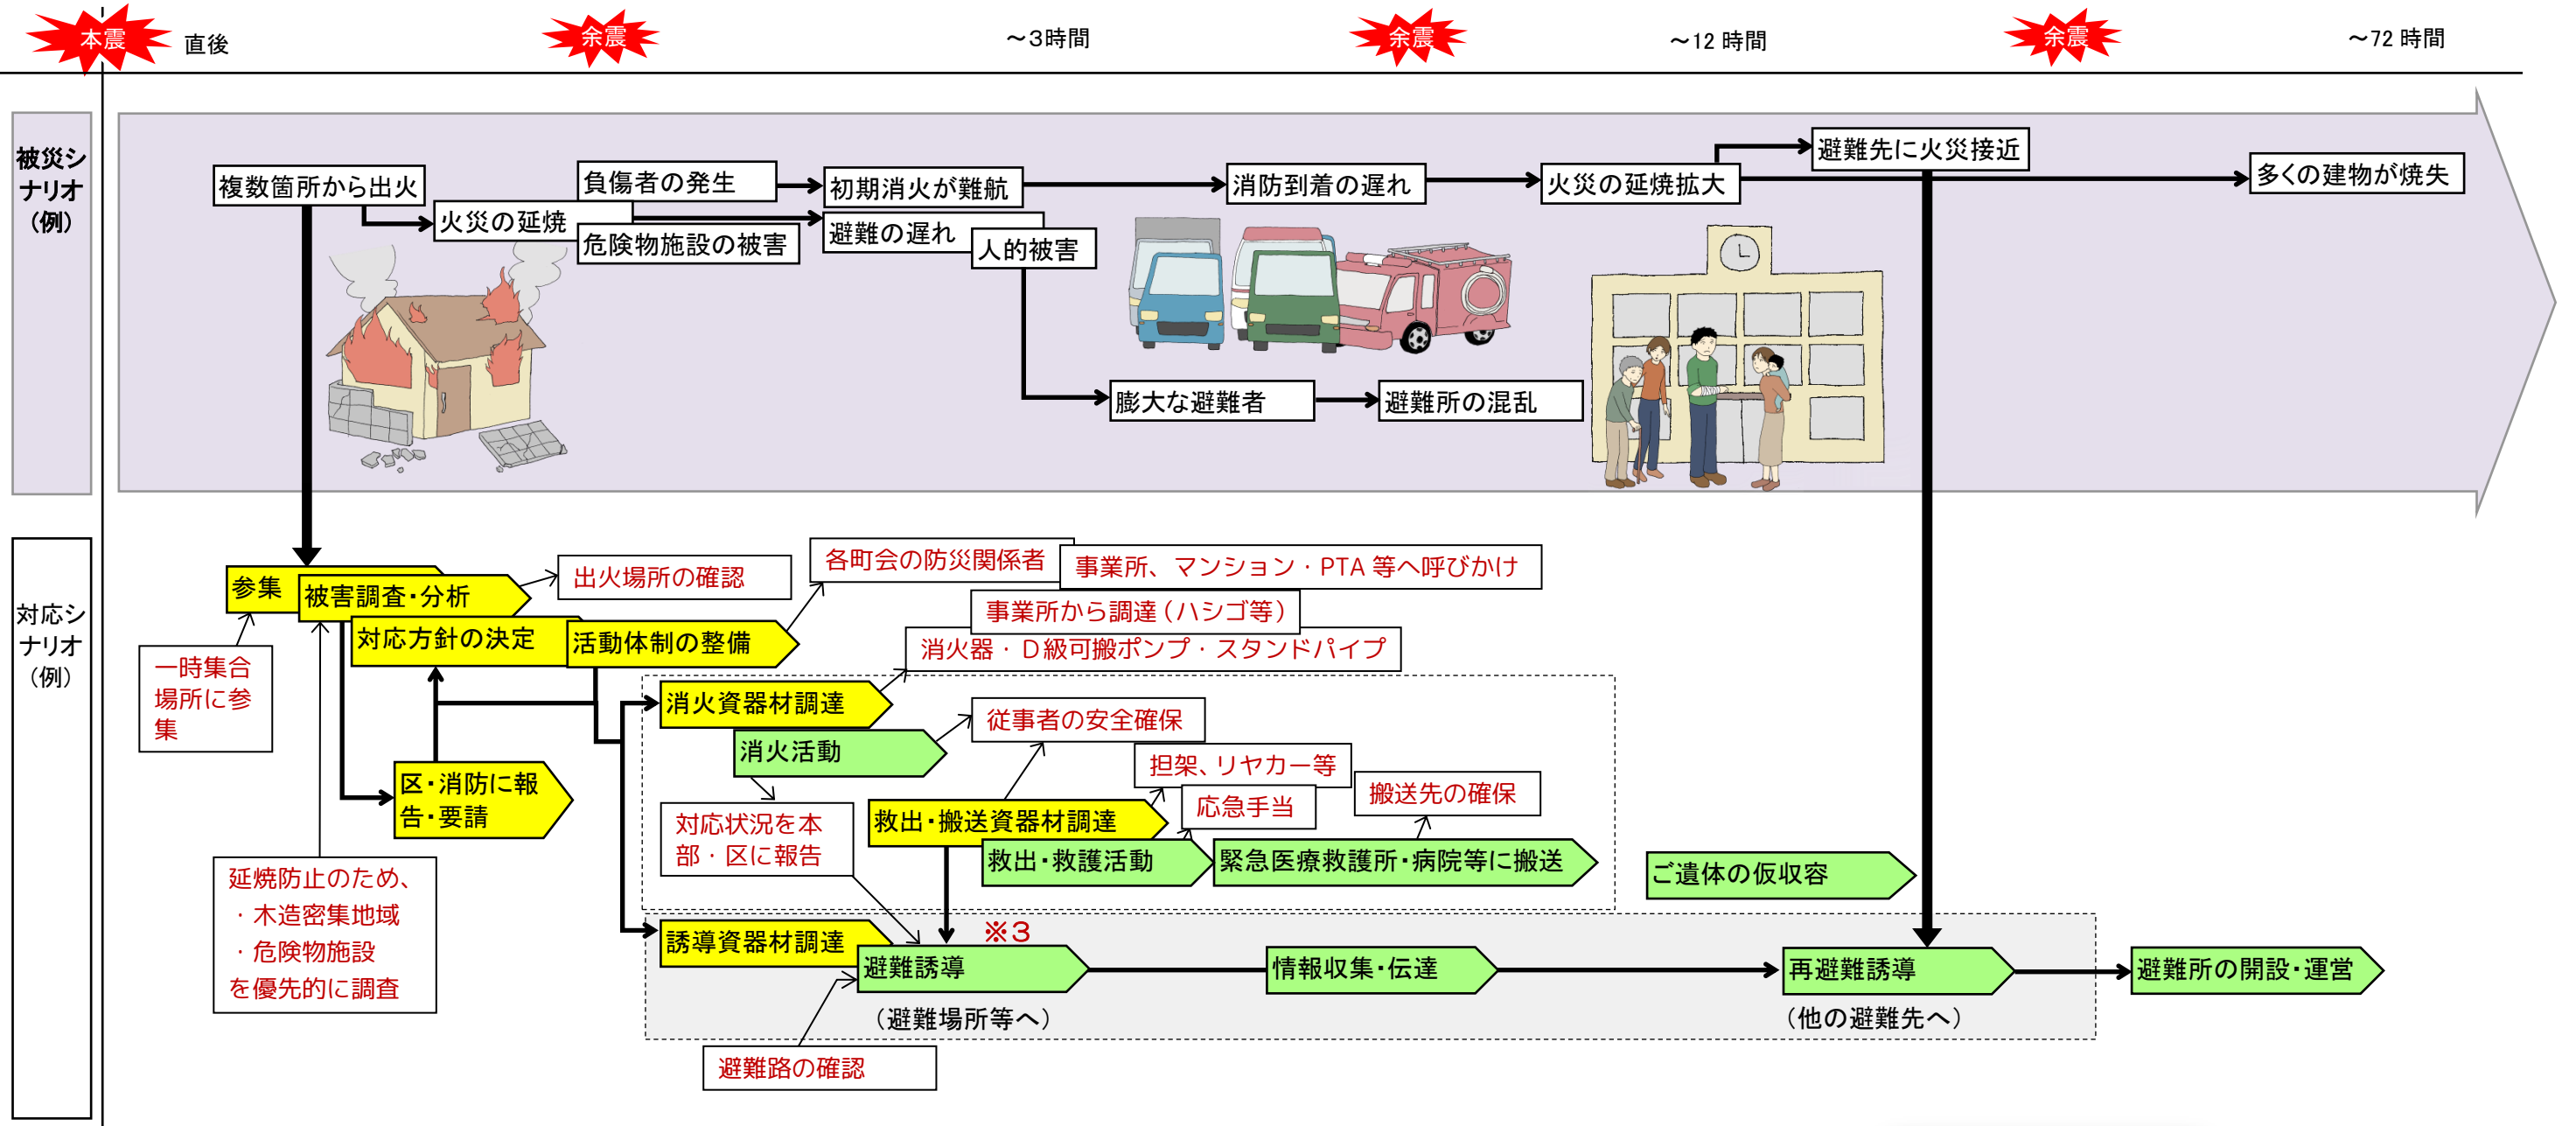 本震
直後
余震
～3時間
余震
～12時間
余震
～72時間
被災シ
ナリオ
（例）
複数箇所から出火
火災の延焼
負傷者の発生
危険物施設の被害
初期消火が難航
避難の遅れ
人的被害
消防到着の遅れ
火災の延焼拡大
避難先に火災接近
多くの建物が焼失
膨大な避難者
避難所の混乱
対応シ
ナリオ
（例）
参集
被害調査・分析
対応方針の決定
活動体制の整備
出火場所の確認
各町会の防災関係者
事業所、マンション・PTA等へ呼びかけ
事業所から調達（ハシゴ等）
消火器・Ｄ級可搬ポンプ・スタンドパイプ
一時集合
場所に参
集
区・消防に報
告・要請
消火資器材調達
消火活動
従事者の安全確保
担架、リヤカー等
応急手当
搬送先の確保
対応状況を本
部・区に報告
救出・搬送資器材調達
救出・救護活動
緊急医療救護所・病院等に搬送
ご遺体の仮収容
延焼防止のため、
・木造密集地域
・危険物施設
を優先的に調査
誘導資器材調達
※3
避難誘導
（避難場所等へ）
情報収集・伝達
再避難誘導
（他の避難先へ）
避難所の開設・運営
避難路の確認